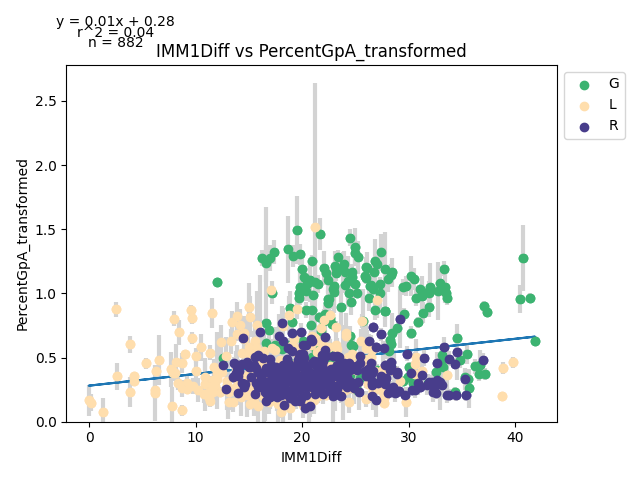 y = 0.01x + 0.28
r^2 = 0.04
n = 882
IMM1Diff vs PercentGpA_transformed
G
L
R
PercentGpA_transformed
2.5
2.0
1.5
1.0
0.5
0.0
0 10 20 30 40
IMM1Diff